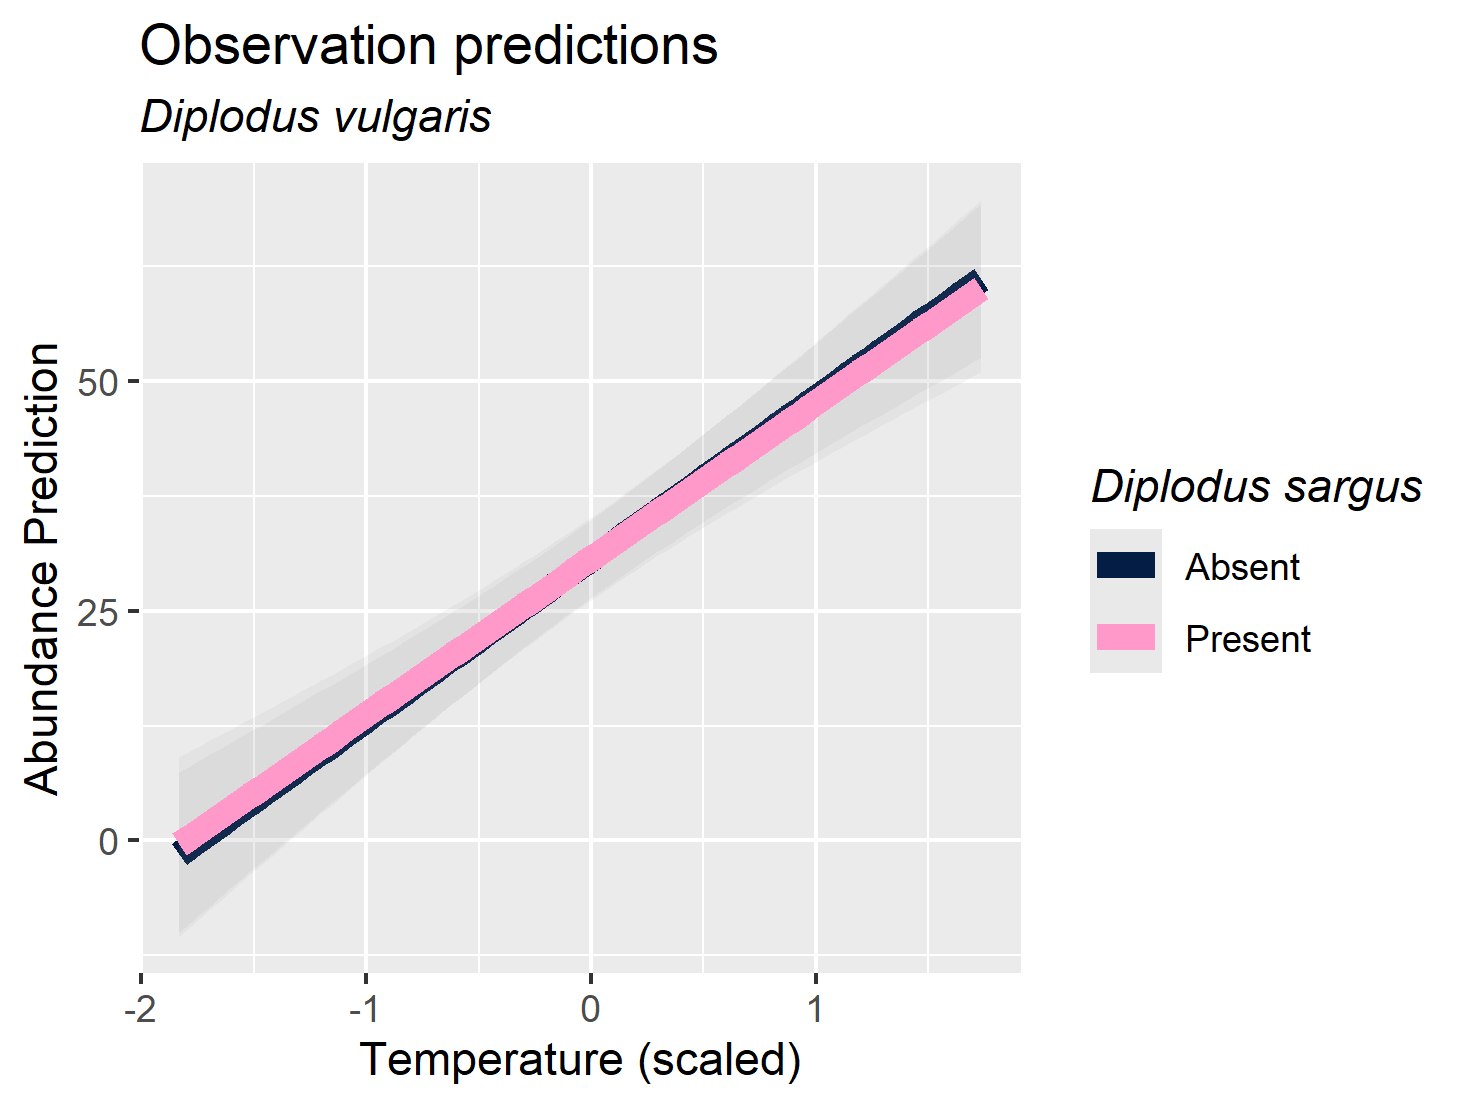 Observation predictions
Diplodus vulgaris
Abundance Prediction
50
25
0
-2
-1
0
1
Temperature (scaled)
Diplodus sargus
Absent
Present